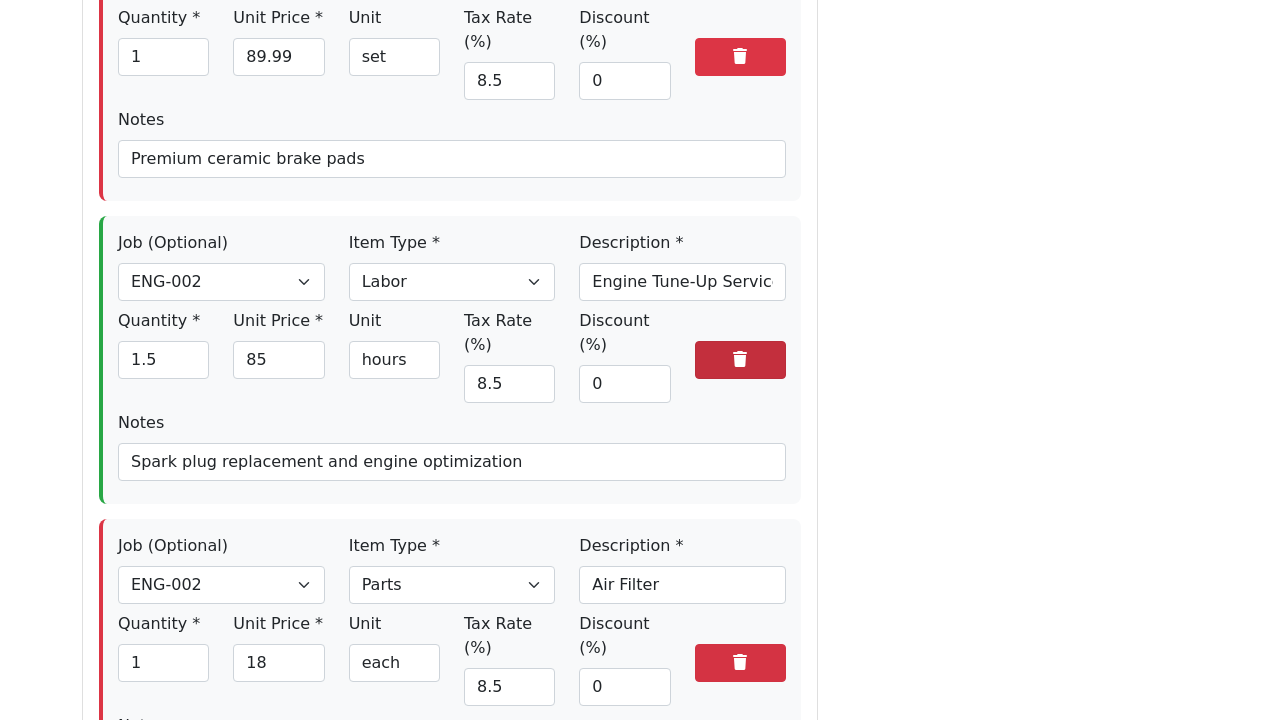 Quantity * Unit Price * Unit Tax Rate (%) Discount (%)
1 89.99 set 8.5 0
Notes
Premium ceramic brake pads
Job (Optional) Item Type * Description *
ENG-002 Labor Engine Tune-Up Servic
Quantity * Unit Price * Unit Tax Rate (%) Discount (%)
1.5 85 hours 8.5 0
Notes
Spark plug replacement and engine optimization
Job (Optional) Item Type * Description *
ENG-002 Parts Air Filter
Quantity * Unit Price * Unit Tax Rate (%) Discount (%)
1 18 each 8.5 0